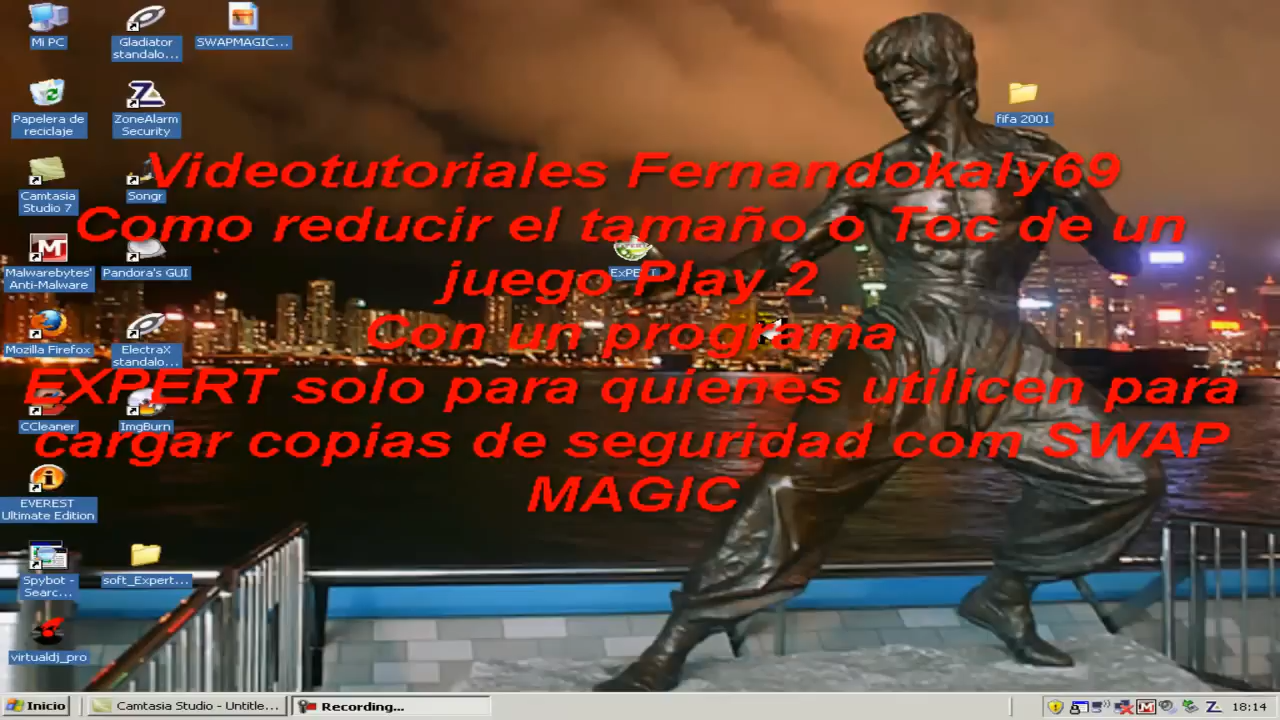 Mi PC
Gladiator
standalo...
SWAPMAGIC...
Papelera de
reciclaje
ZoneAlarm
Security
fifa 2001
Camtasia
Studio 7
Songr
Videotutoriales Fernandokaly69
Como reducir el tamaño o Toc de un
juego Play 2
Con un programa
EXPERT solo para quienes utilicen para
cargar copias de seguridad com SWAP
MAGIC
Malwarebytes'
Anti-Malware
Pandora's GUI
ExPERT
Mozilla Firefox
ElectraX
standalo...
CCleaner
ImgBurn
EVEREST
Ultimate Edition
Spybot -
Searc...
soft_Expert...
virtualdj_pro
Inicio
Camtasia Studio - Untitle...
Recording...
18:14